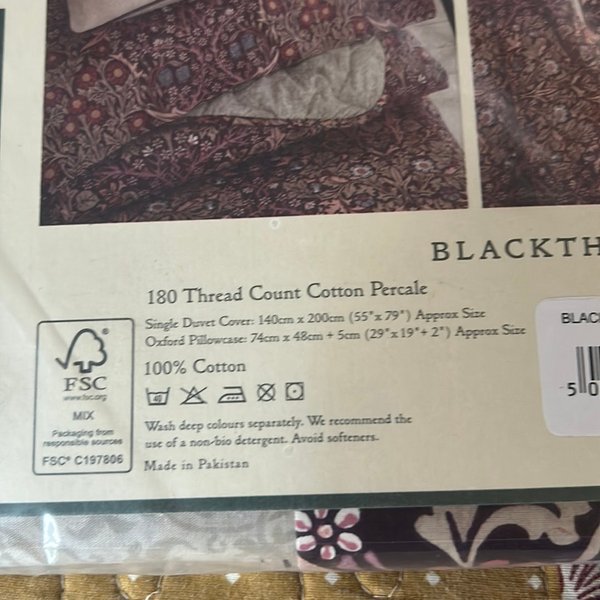 BLACKTH
180 Thread Count Cotton Percale
Single Duvet Cover: 140cm x 200cm (55"x 79") Approx Size
Oxford Pillowcase: 74cm x 48cm + 5cm (29"x 19"+ 2") Approx Size
100% Cotton
40
Wash deep colours separately. We recommend the
use of a non-bio detergent. Avoid softeners.
Made in Pakistan
FSC
www.fsc.org
MIX
Packaging from
responsible sources
FSC® C197806
BLAC
5 0